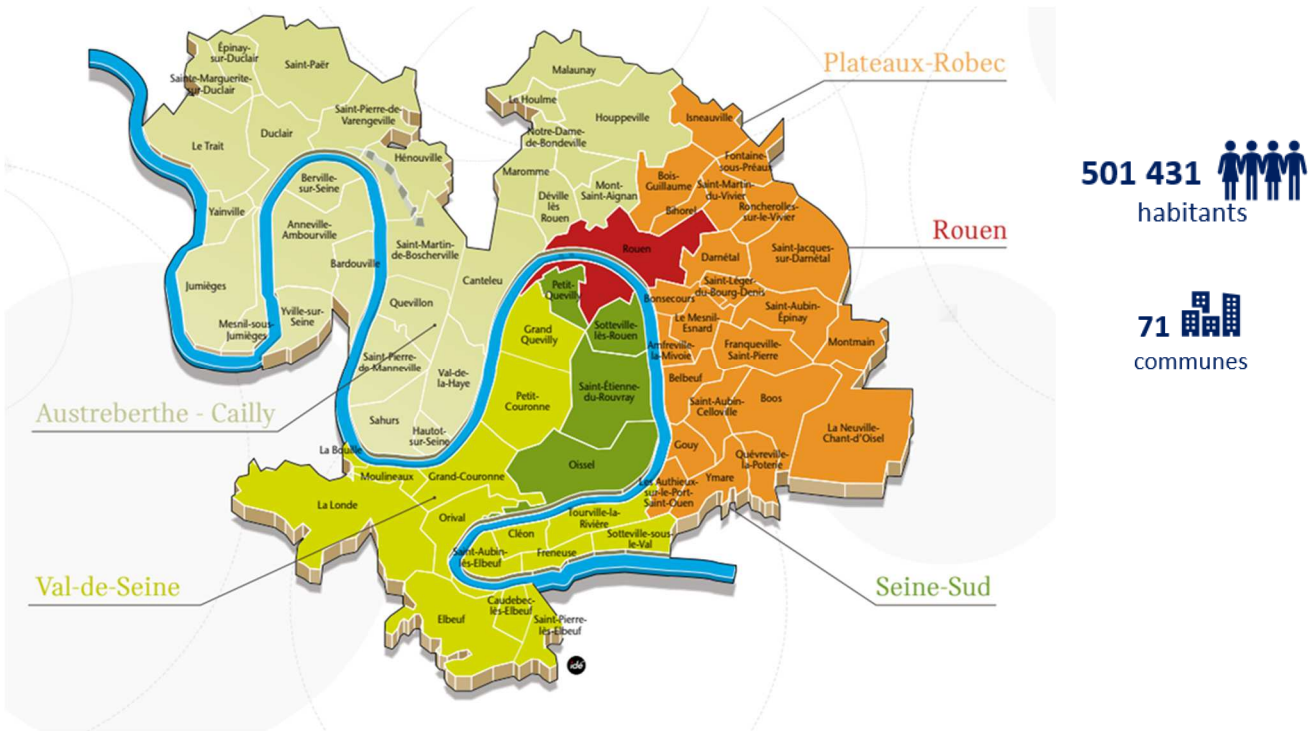 Épinay-
sur-Duclair
Saint-Paër
Sainte-Marguerite-
sur-Duclair
Saint-Pierre-de-
Varengeville
Duclair
Le Trait
Hénouville
Berville-
sur-Seine
Yainville
Anneville-
Ambourville
Bardouville
Saint-Martin-
de-Boscherville
Jumièges
Quevillon
Yville-sur-
Seine
Mesnil-sous-
Jumièges
Saint-Pierre-
de-Manneville
Val-de-
la-Haye
Sahurs
Hautot-
sur-Seine
Canteleu
Malaunay
Le Houlme
Houppeville
Notre-Dame-
de-Bondeville
Maromme
Mont-
Saint-Aignan
Déville
lès
Rouen
Austreberthe - Cailly
Plateaux-Robec
Isneauville
Fontaine-
sous-Préaux
Bois-
Guillaume
Saint-Martin-
du-Vivier
Bihorel
Roncherolles-
sur-le-Vivier
Rouen
Rouen
Darnétal
Saint-Jacques-
sur-Darnétal
Saint-Léger-
du-Bourg-Denis
Bonsecours
Saint-Aubin-
Épinay
Le Mesnil-
Esnard
Amfreville-
la-Mivoie
Franqueville-
Saint-Pierre
Montmain
Belbeuf
Saint-Aubin-
Celloville
Boos
La Neuville-
Chant-d'Oisel
Gouy
Quévreville-
la-Poterie
Ymare
Les Authieux-
sur-le-Port-
Saint-Ouen
Petit-
Quevilly
Sotteville-
lès-Rouen
Grand
Quevilly
Saint-Étienne-
du-Rouvray
Petit-
Couronne
Oissel
La Bouille
Moulineaux
Grand-Couronne
La Londe
Orival
Tourville-la-
Rivière
Cléon
Sotteville-sous-
le-Val
Saint-Aubin-
lès-Elbeuf
Freneuse
Caudebec-
lès-Elbeuf
Elbeuf
Saint-Pierre-
lès-Elbeuf
Val-de-Seine
Seine-Sud
idé
501 431
habitants
71
communes